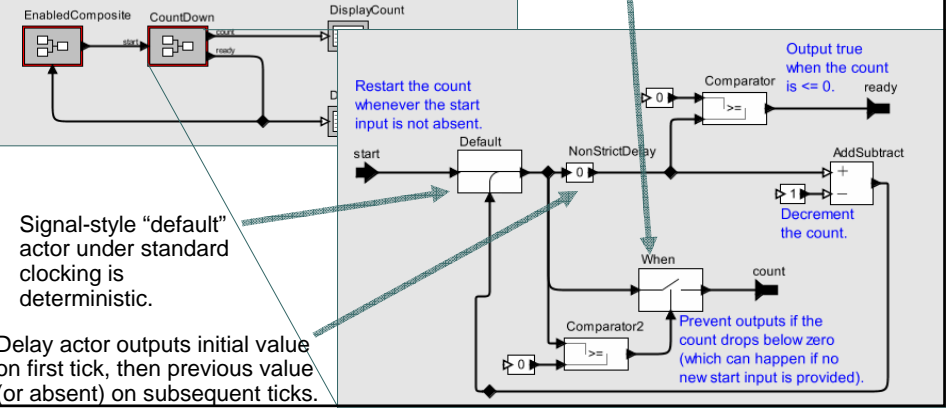 EnabledComposite
CountDown
DisplayCount
start
count
ready
D
Restart the count
whenever the start
input is not absent.
Output true
when the count
is <= 0.
Comparator
ready
0
>=
start
Default
NonStrictDelay
0
AddSubtract
+
−
1
Decrement
the count.
Signal-style “default”
actor under standard
clocking is
deterministic.
When
count
Comparator2
0
>=
Prevent outputs if the
count drops below zero
(which can happen if no
new start input is provided).
Delay actor outputs initial value
on first tick, then previous value
(or absent) on subsequent ticks.